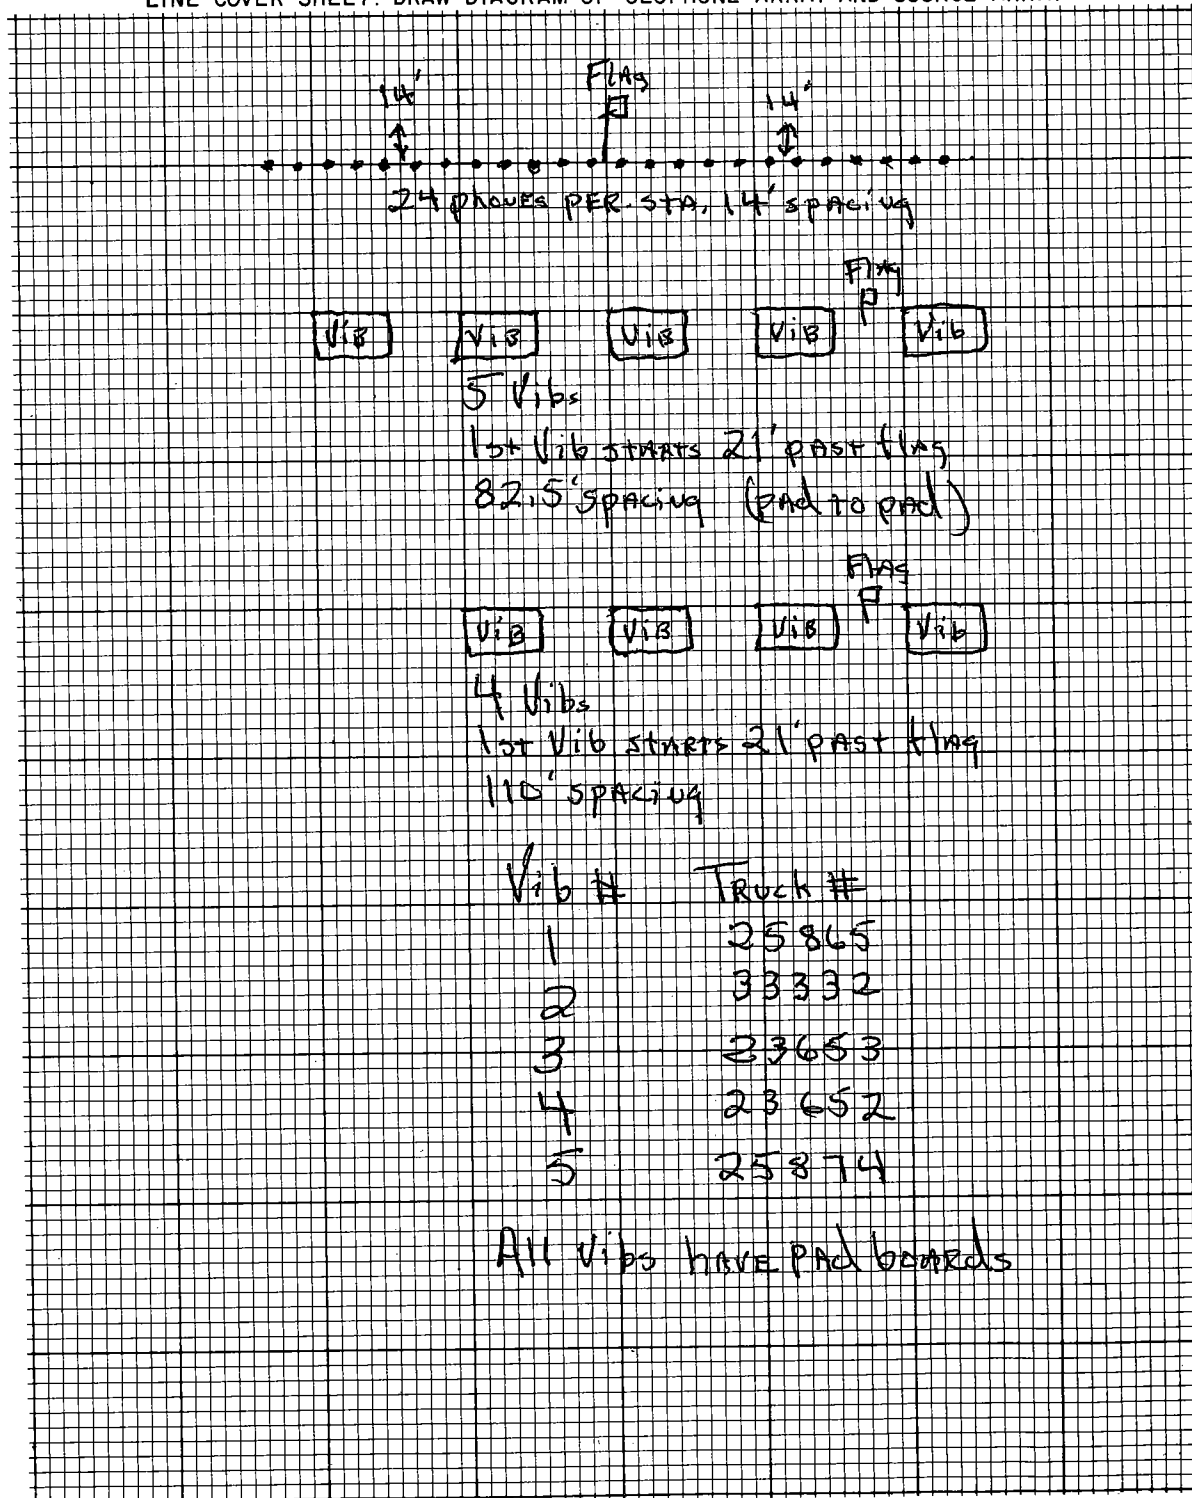 LINE COVER SHEET: DRAW DIAGRAM OF GEOPHONE ARRAY AND SOURCE ARRAY
FlAg
14' 14'
24 phones PER. STA, 14' spacing
Flag
ViB ViB ViB ViB Vib
5 Vibs
1st Vib stARts 21' pAst flag
82.5' spAcing (pAd to pAd)
FlAg
ViB ViB ViB Vib
4 Vibs
1st Vib stARts 21' pAst flAg
110' spAcing
Vib # TRuck #
1 25865
2 33332
3 23653
4 23652
5 25874
All Vibs hAVE pAd boARds